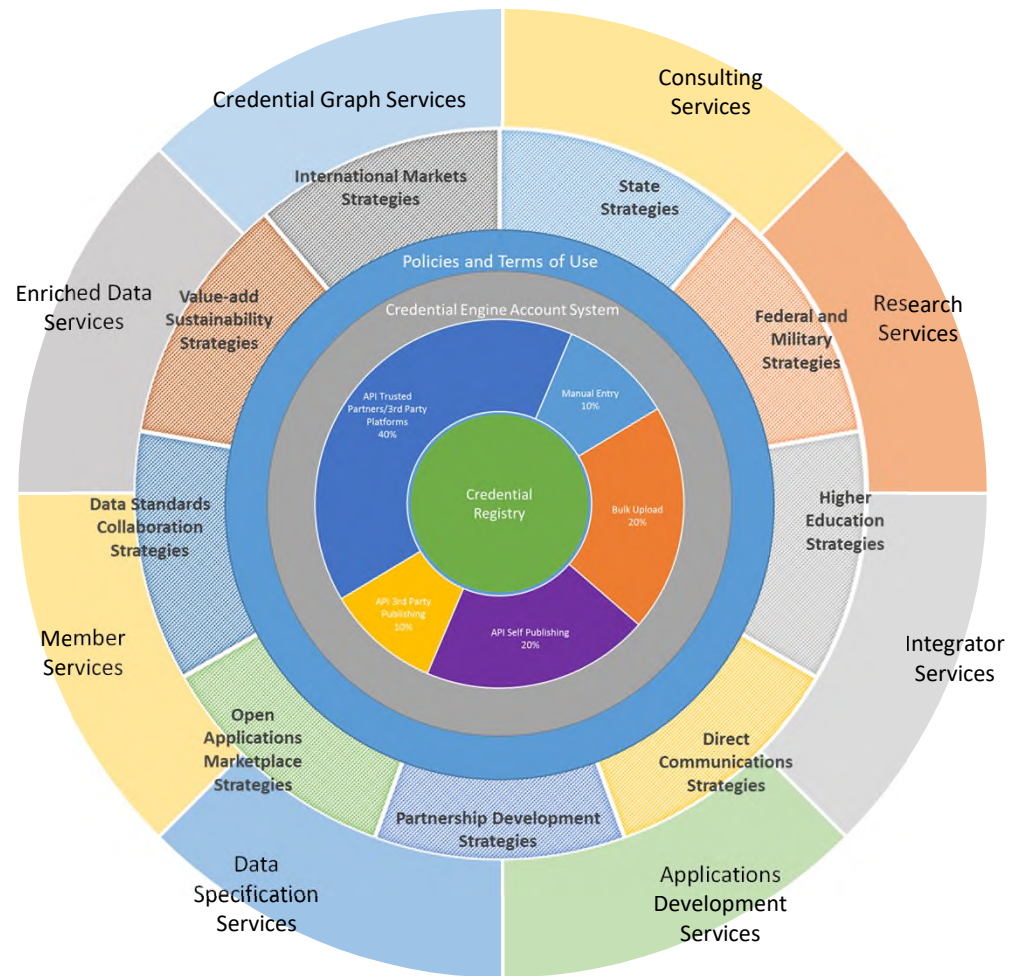 Credential Graph Services
Consulting
Services
Research
Services
Integrator
Services
Applications
Development
Services
Data
Specification
Services
Member
Services
Enriched Data
Services
International Markets
Strategies
State
Strategies
Federal and
Military
Strategies
Higher
Education
Strategies
Direct
Communications
Strategies
Partnership Development
Strategies
Open
Applications
Marketplace
Strategies
Data Standards
Collaboration
Strategies
Value-add
Sustainability
Strategies
Policies and Terms of Use
Credential Engine Account System
API Trusted
Partners/3rd Party
Platforms
40%
Manual Entry
10%
Bulk Upload
20%
API Self Publishing
20%
API 3rd Party
Publishing
10%
Credential
Registry